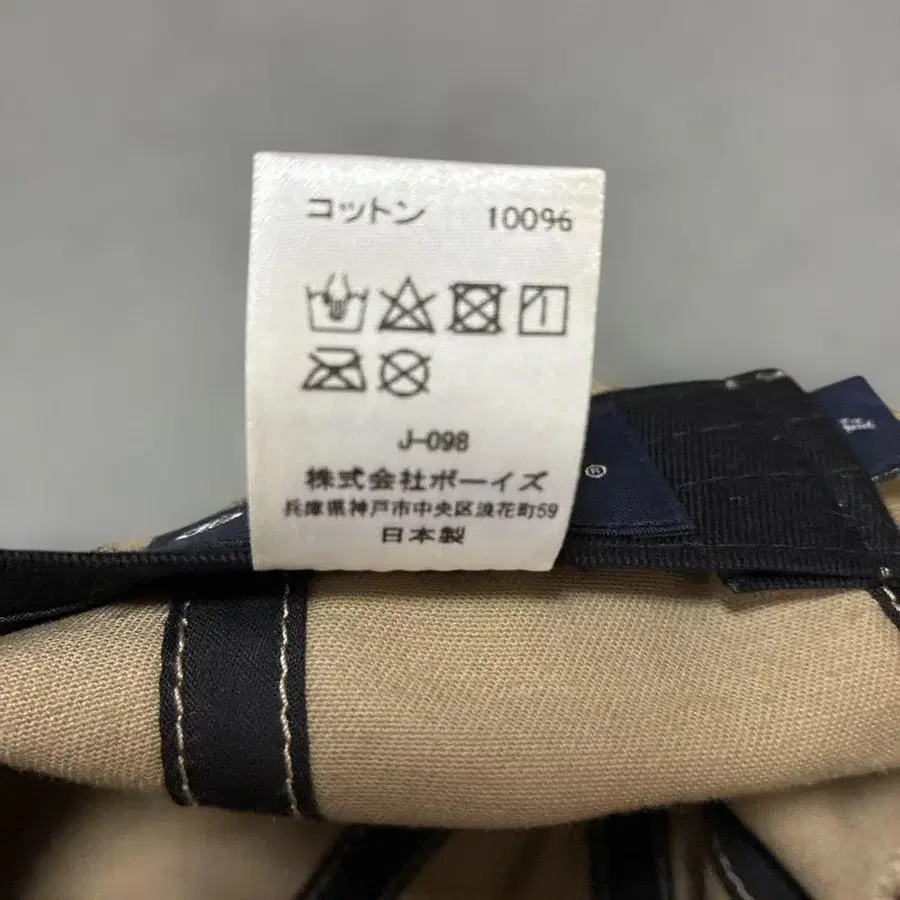 コットン 100%
J-098
株式会社ボーイズ
兵庫県神戸市中央区浪花町59
日本製
®